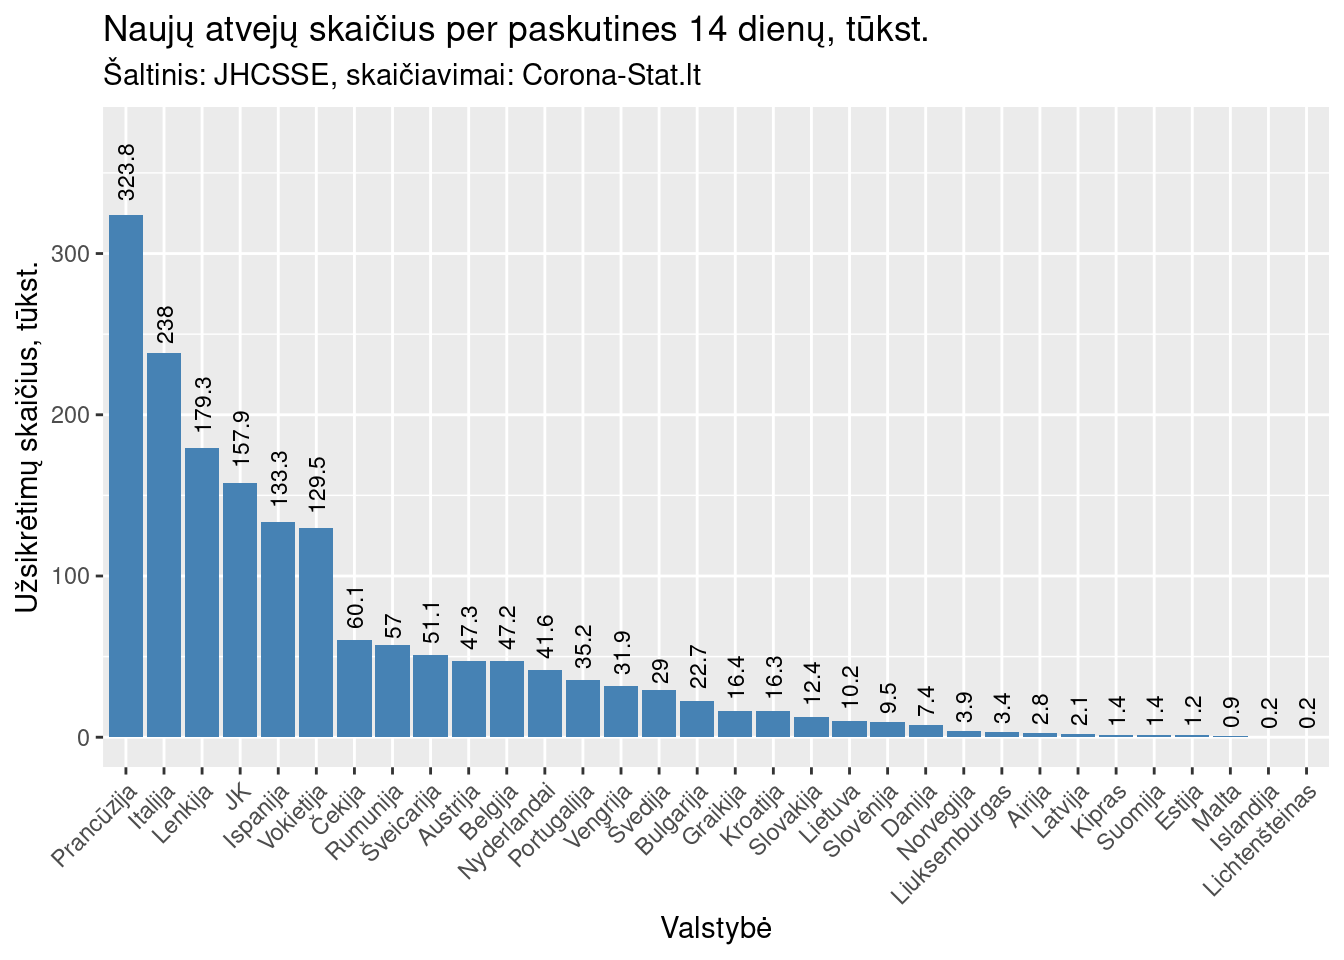 Naujų atvejų skaičius per paskutines 14 dienų, tūkst.
Šaltinis: JHCSSE, skaičiavimai: Corona-Stat.lt
Užsikrėtimų skaičius, tūkst.
300
200
100
0
323.8
238
179.3
157.9
133.3
129.5
60.1
57
51.1
47.3
47.2
41.6
35.2
31.9
29
22.7
16.4
16.3
12.4
10.2
9.5
7.4
3.9
3.4
2.8
2.1
1.4
1.4
1.2
0.9
0.2
0.2
Prancūzija
Italija
Lenkija
JK
Ispanija
Vokietija
Čekija
Rumunija
Šveicarija
Austrija
Belgija
Nyderlandai
Portugalija
Vengrija
Švedija
Bulgarija
Graikija
Kroatija
Slovakija
Lietuva
Slovėnija
Danija
Norvegija
Liuksemburgas
Airija
Latvija
Kipras
Suomija
Estija
Malta
Islandija
Lichtenšteinas
Valstybė